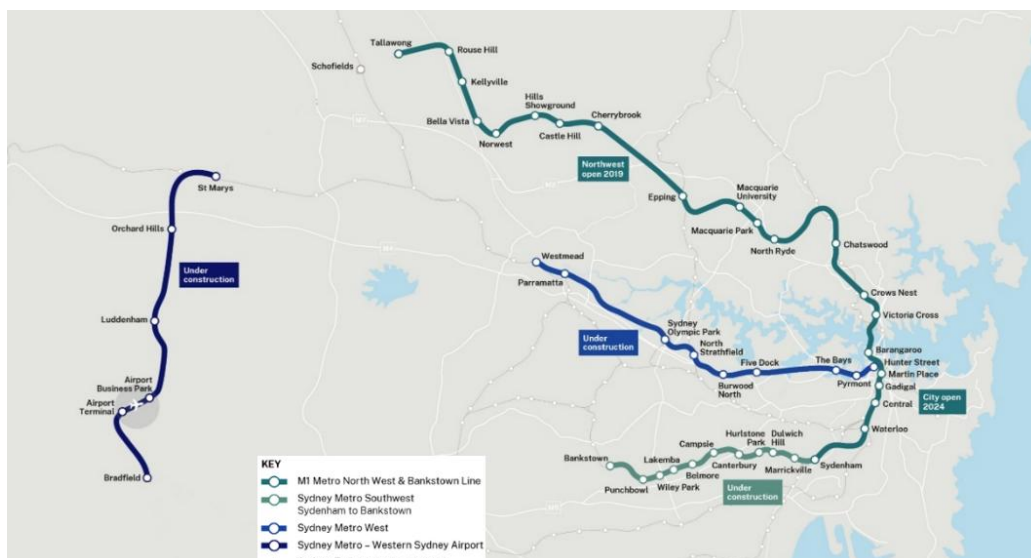 Tallawong
Rouse Hill
Schofields
Kellyville
Hills
Showground
Cherrybrook
Bella Vista
Castle Hill
Norwest
Northwest
open 2019
St Marys
Epping
Macquarie
University
Macquarie Park
North Ryde
Chatswood
Orchard Hills
Under
construction
Westmead
Parramatta
Crows Nest
Victoria Cross
Luddenham
Sydney
Olympic Park
Under
construction
North
Strathfield
Barangaroo
Five Dock
The Bays
Hunter Street
Martin Place
Burwood
North
Pyrmont
Gadigal
Airport
Business Park
Airport
Terminal
Central
City open
2024
Waterloo
Bankstown
Lakemba
Campsie
Hurlstone
Park
Dulwich
Hill
Punchbowl
Wiley Park
Belmore
Canterbury
Marrickville
Sydenham
Under
construction
Bradfield
KEY
M1 Metro North West & Bankstown Line
Sydney Metro Southwest
Sydenham to Bankstown
Sydney Metro West
Sydney Metro – Western Sydney Airport